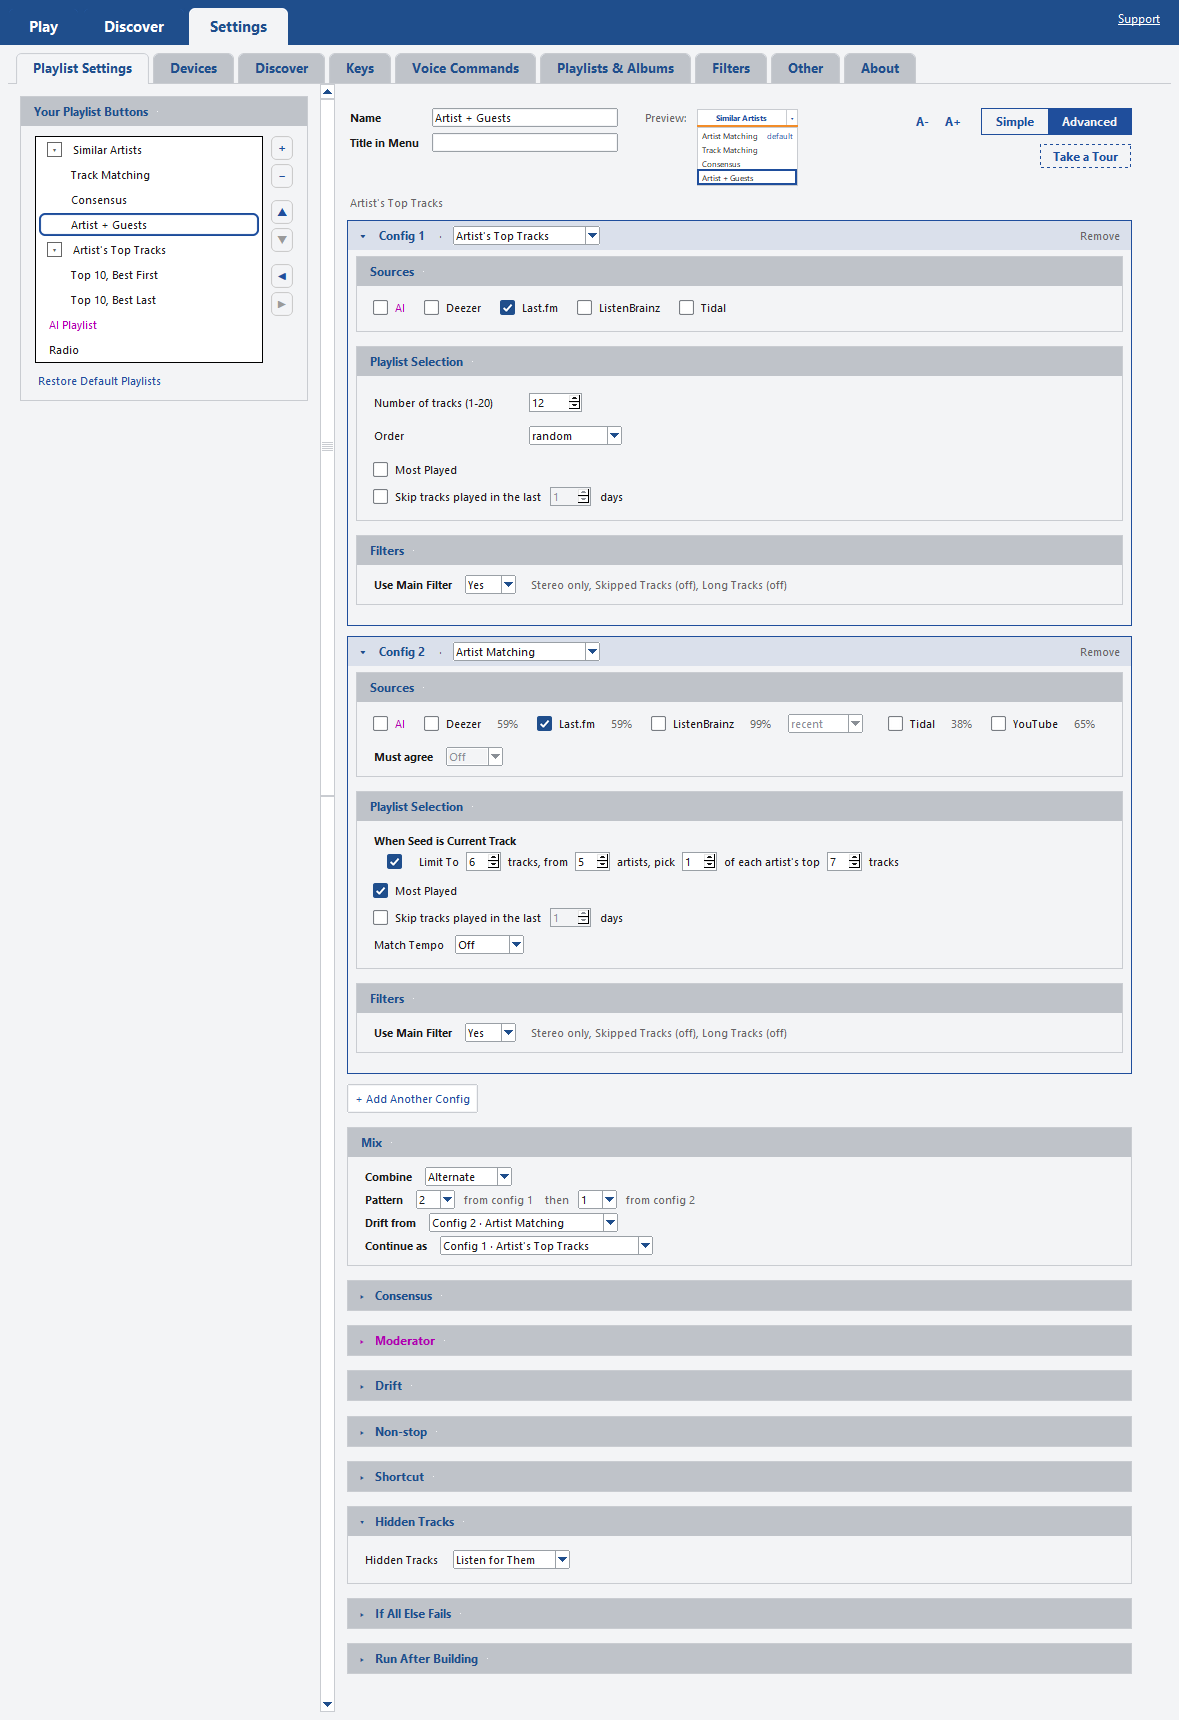 Play Discover Settings Support
Playlist Settings Devices Discover Keys Voice Commands Playlists & Albums Filters Other About
Your Playlist Buttons
Similar Artists
Track Matching
Consensus
Artist + Guests
Artist's Top Tracks
Top 10, Best First
Top 10, Best Last
AI Playlist
Radio
Restore Default Playlists
Name Artist + Guests
Title in Menu
Preview: Similar Artists
Artist Matching default
Track Matching
Consensus
Artist + Guests
A- A+ Simple Advanced
Take a Tour
Artist's Top Tracks
Config 1 · Artist's Top Tracks Remove
Sources
AI Deezer Last.fm ListenBrainz Tidal
Playlist Selection
Number of tracks (1-20) 12
Order random
Most Played
Skip tracks played in the last 1 days
Filters
Use Main Filter Yes Stereo only, Skipped Tracks (off), Long Tracks (off)
Config 2 · Artist Matching Remove
Sources
AI Deezer 59% Last.fm 59% ListenBrainz 99% recent Tidal 38% YouTube 65%
Must agree Off
Playlist Selection
When Seed is Current Track
Limit To 6 tracks, from 5 artists, pick 1 of each artist's top 7 tracks
Most Played
Skip tracks played in the last 1 days
Match Tempo Off
Filters
Use Main Filter Yes Stereo only, Skipped Tracks (off), Long Tracks (off)
+ Add Another Config
Mix
Combine Alternate
Pattern 2 from config 1 then 1 from config 2
Drift from Config 2 · Artist Matching
Continue as Config 1 · Artist's Top Tracks
Consensus
Moderator
Drift
Non-stop
Shortcut
Hidden Tracks
Hidden Tracks Listen for Them
If All Else Fails
Run After Building